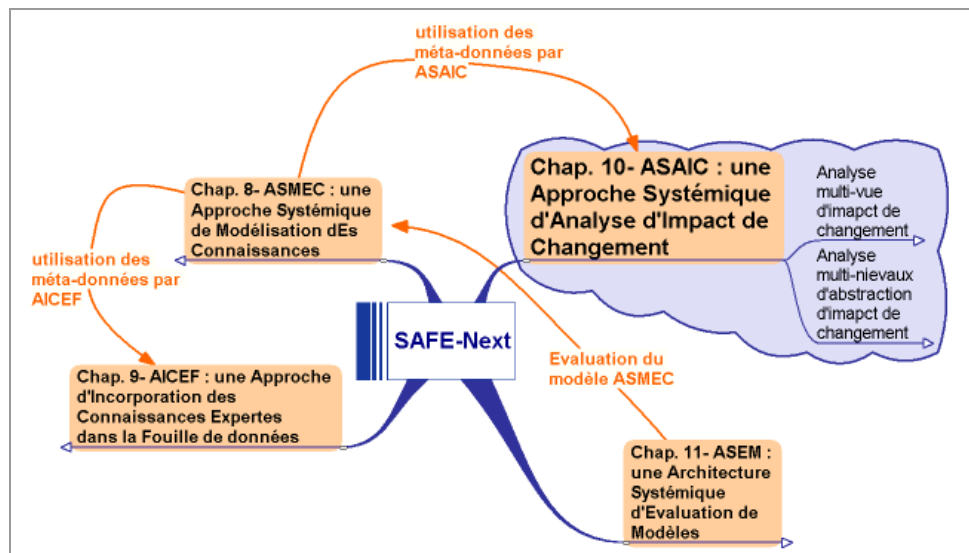 utilisation des
méta-données par
ASAIC
Chap. 10- ASAIC : une
Approche Systémique
d'Analyse d'Impact de
Changement
Analyse
multi-vue
d'imapct de
changement
Analyse
multi-nievaux
d'abstraction
d'imapct de
changement
Chap. 8- ASMEC : une
Approche Systémique
de Modélisation dEs
Connaissances
utilisation des
méta-données par
AICEF
SAFE-Next
Evaluation du
modèle ASMEC
Chap. 9- AICEF : une Approche
d'Incorporation des
Connaissances Expertes
dans la Fouille de données
Chap. 11- ASEM :
une Architecture
Systémique
d'Evaluation de
Modèles